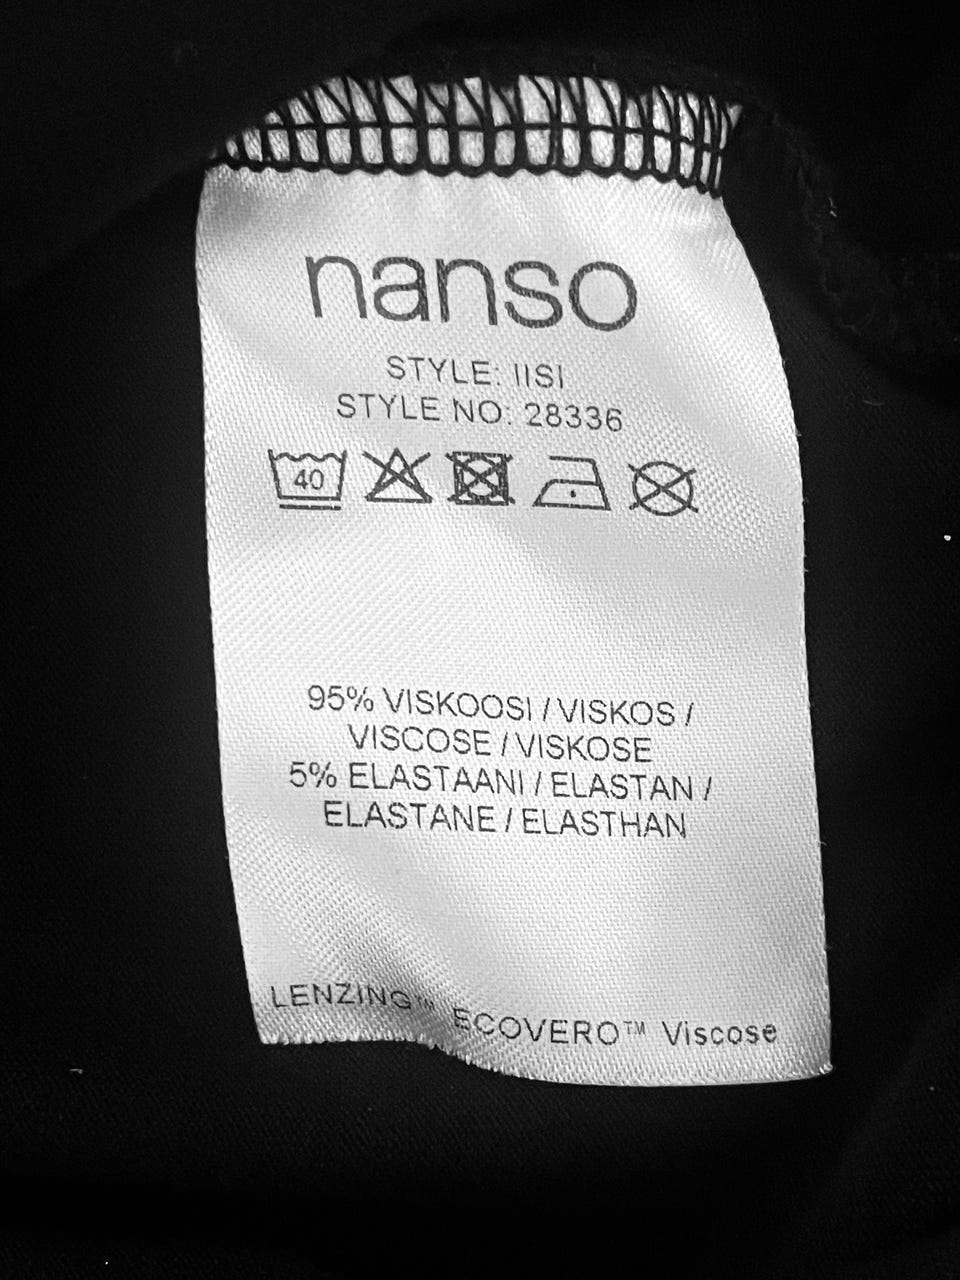 nanso
STYLE: IISI
STYLE NO: 28336
40
95% VISKOOSI / VISKOS /
VISCOSE / VISKOSE
5% ELASTAANI / ELASTAN /
ELASTANE / ELASTHAN
LENZING™ ECOVERO™ Viscose